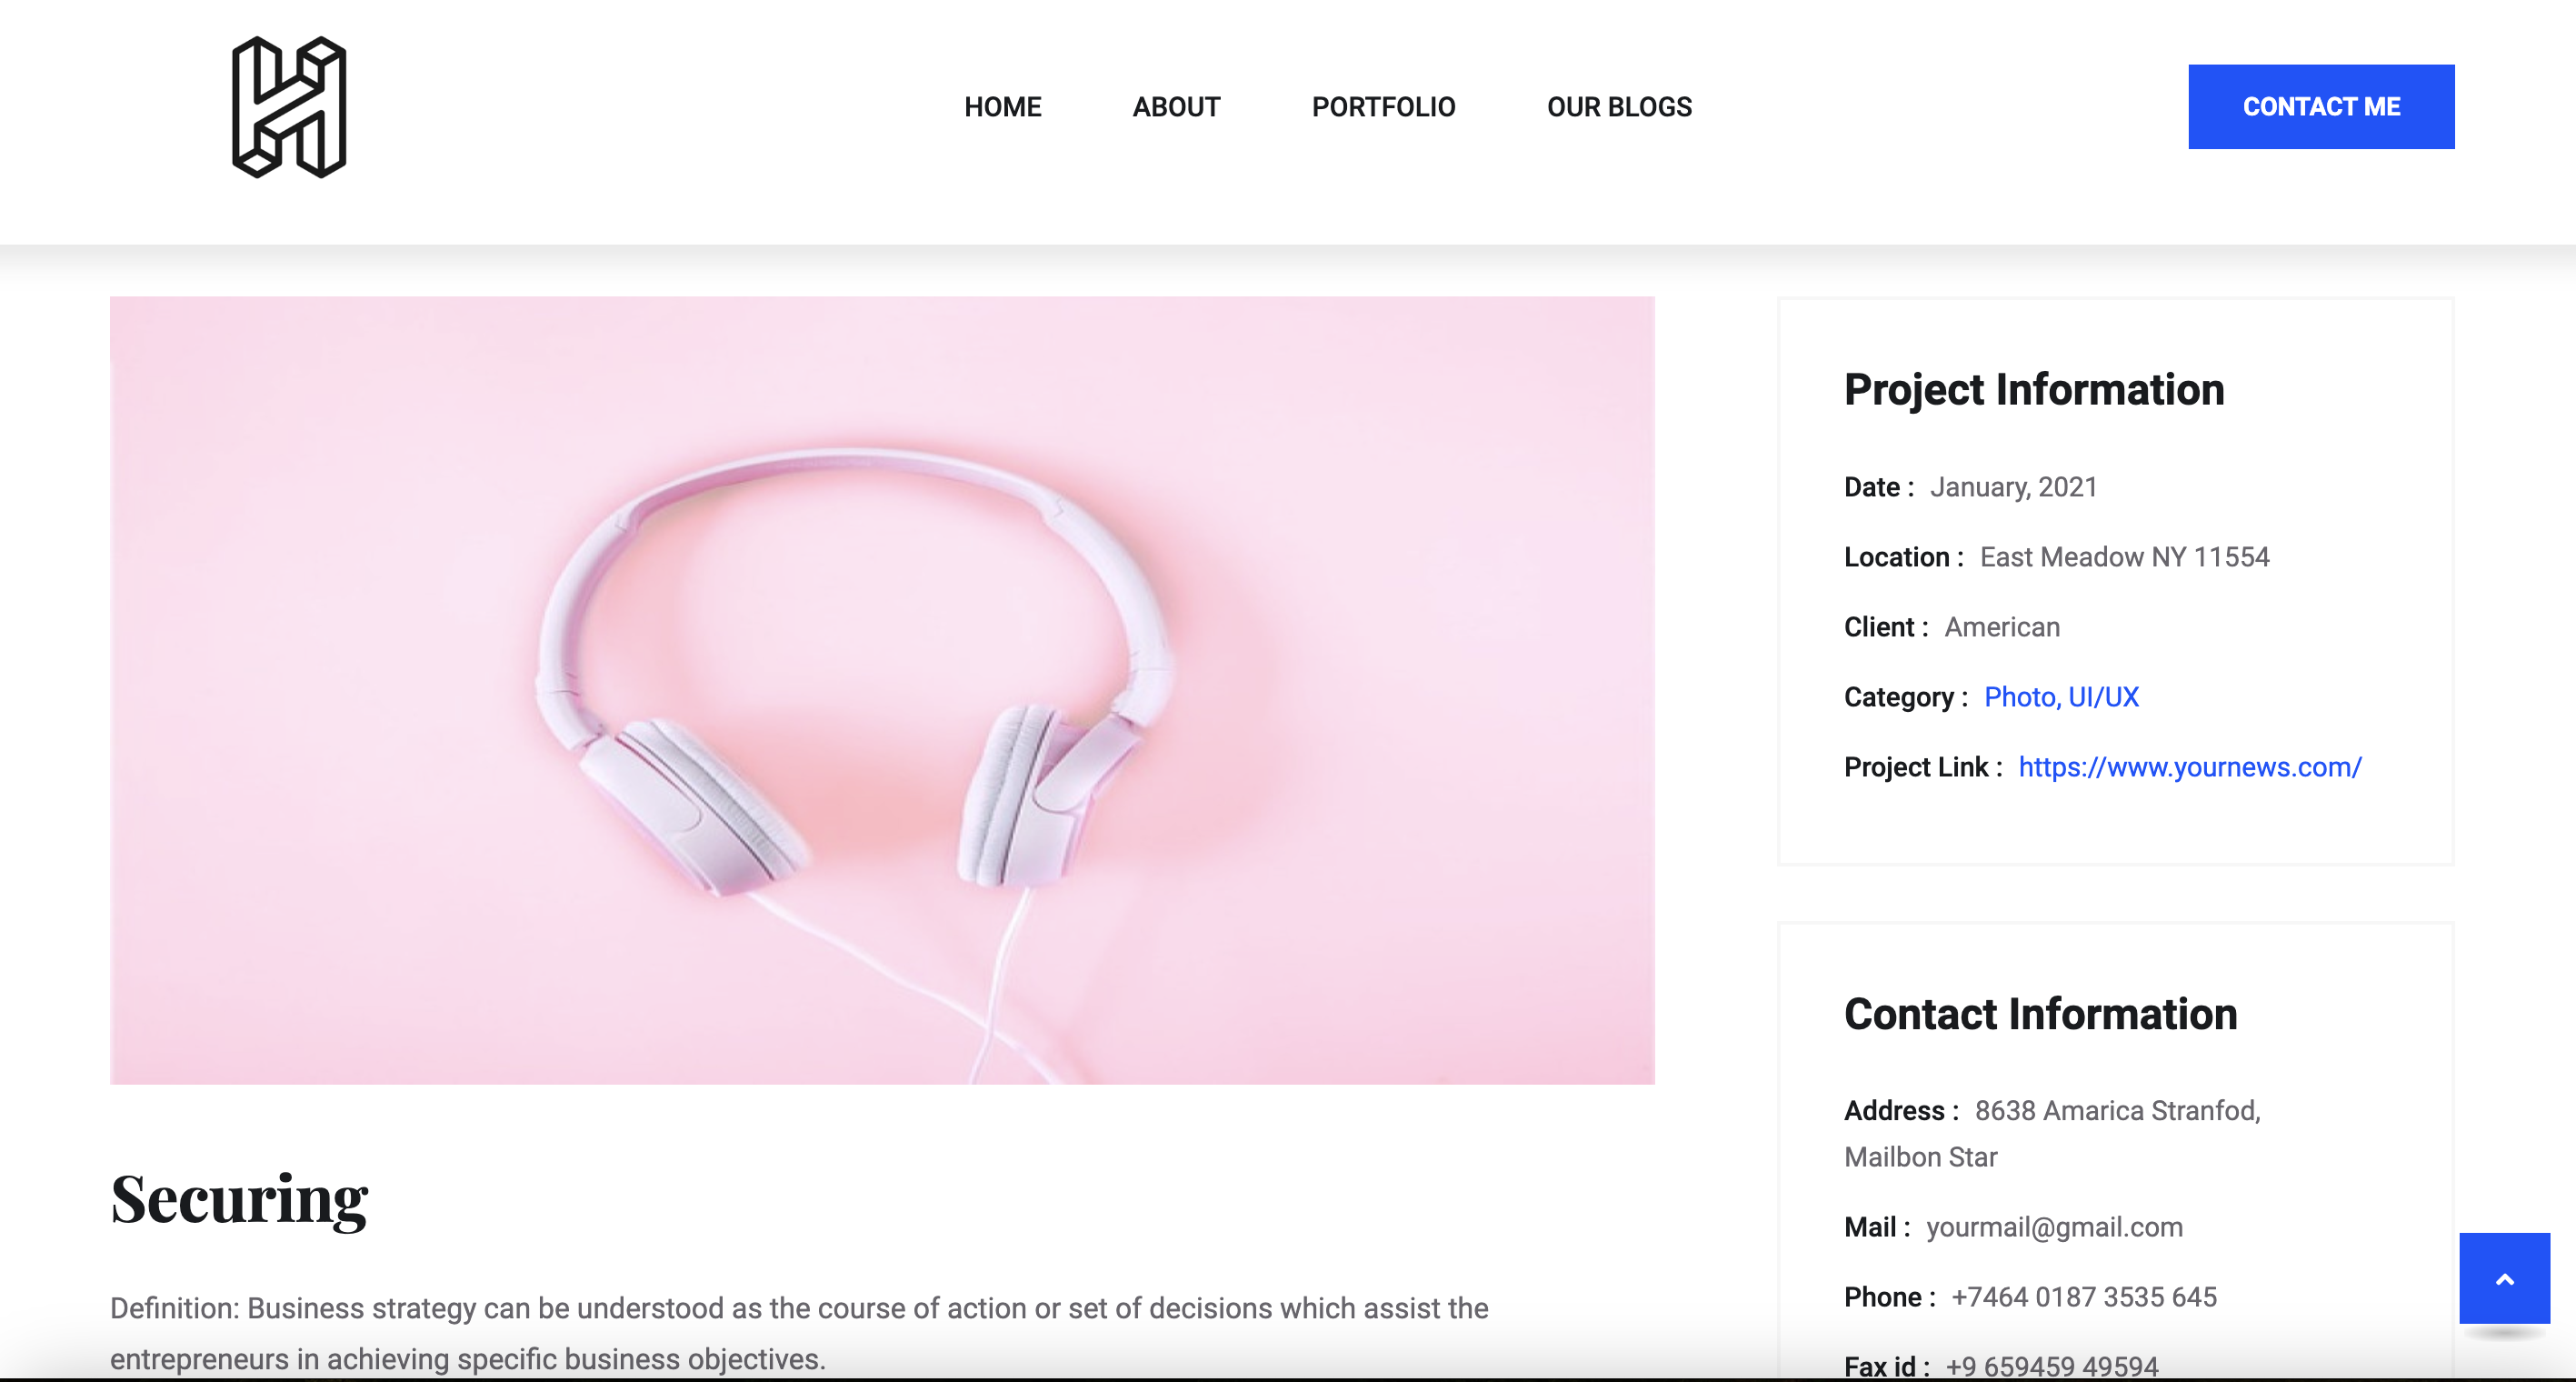 HOME
ABOUT
PORTFOLIO
OUR BLOGS
CONTACT ME
Securing
Definition: Business strategy can be understood as the course of action or set of decisions which assist the
entrepreneurs in achieving specific business objectives.
Project Information
Date : January, 2021
Location : East Meadow NY 11554
Client : American
Category : Photo, UI/UX
Project Link : https://www.yournews.com/
Contact Information
Address : 8638 Amarica Stranfod,
Mailbon Star
Mail : yourmail@gmail.com
Phone : +7464 0187 3535 645
Fax id : +9 659459 49594